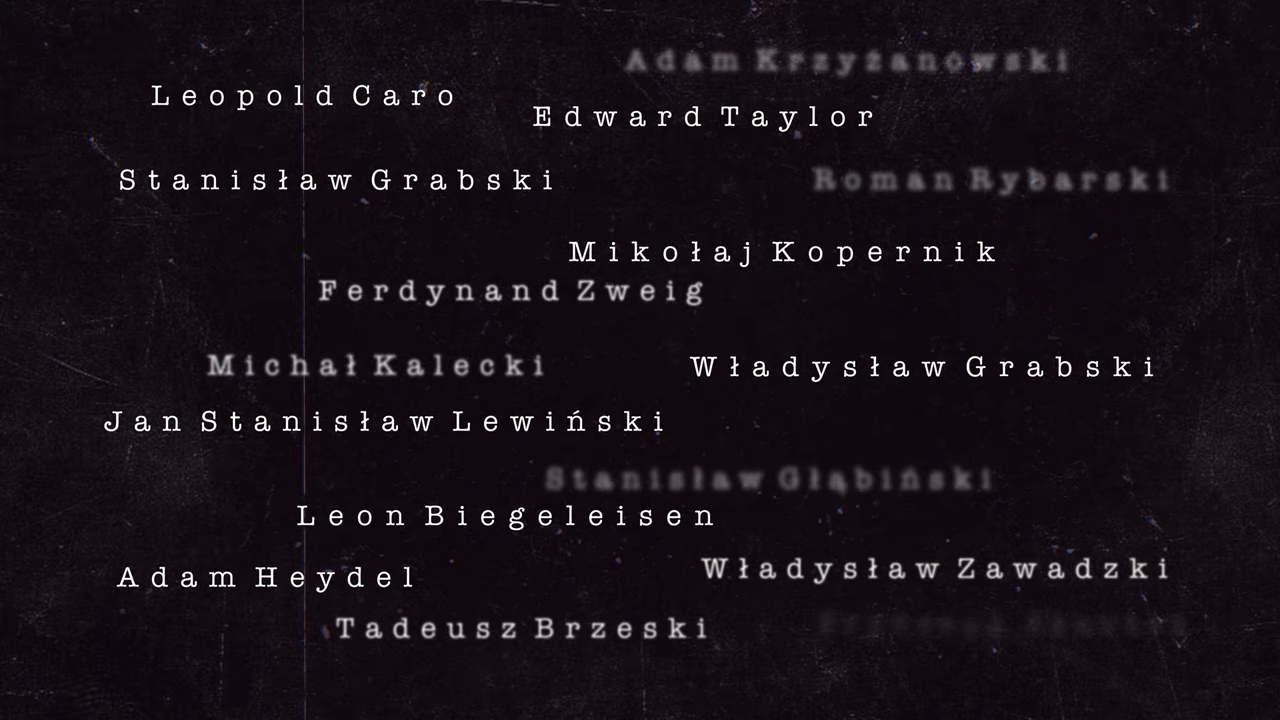 Adam Krzyżanowski
Leopold Caro
Edward Taylor
Stanisław Grabski
Roman Rybarski
Mikołaj Kopernik
Ferdynand Zweig
Michał Kalecki
Władysław Grabski
Jan Stanisław Lewiński
Stanisław Głąbiński
Leon Biegeleisen
Władysław Zawadzki
Adam Heydel
Tadeusz Brzeski